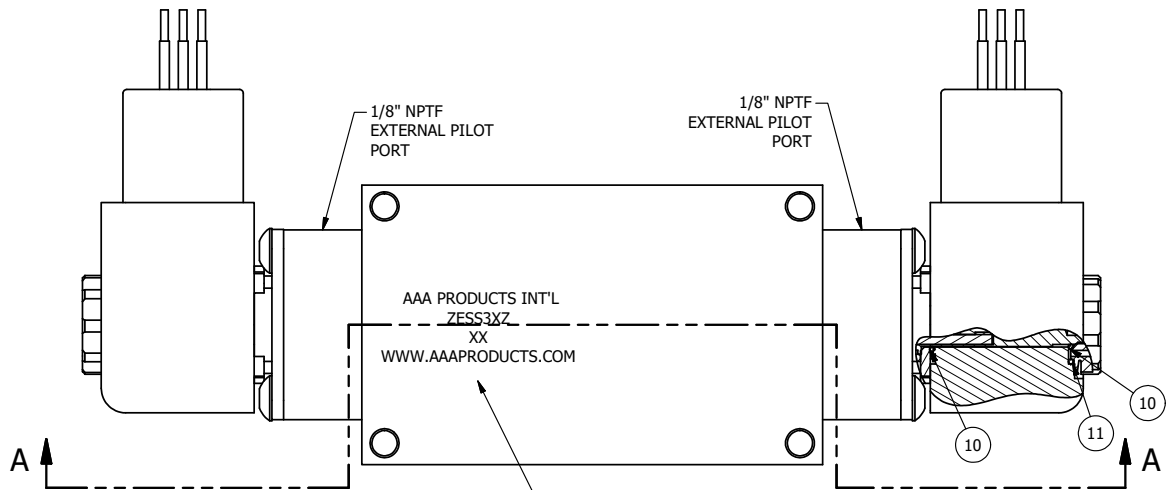 1/8" NPTF
EXTERNAL PILOT
PORT
1/8" NPTF
EXTERNAL PILOT
PORT
AAA PRODUCTS INT'L
ZESS3XZ
XX
WWW.AAAPRODUCTS.COM
10
11
10
A
A